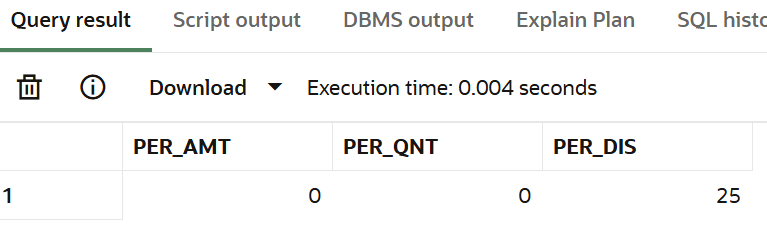 Query result Script output DBMS output Explain Plan SQL histo
Download Execution time: 0.004 seconds
PER_AMT PER_QNT PER_DIS
1 0 0 25